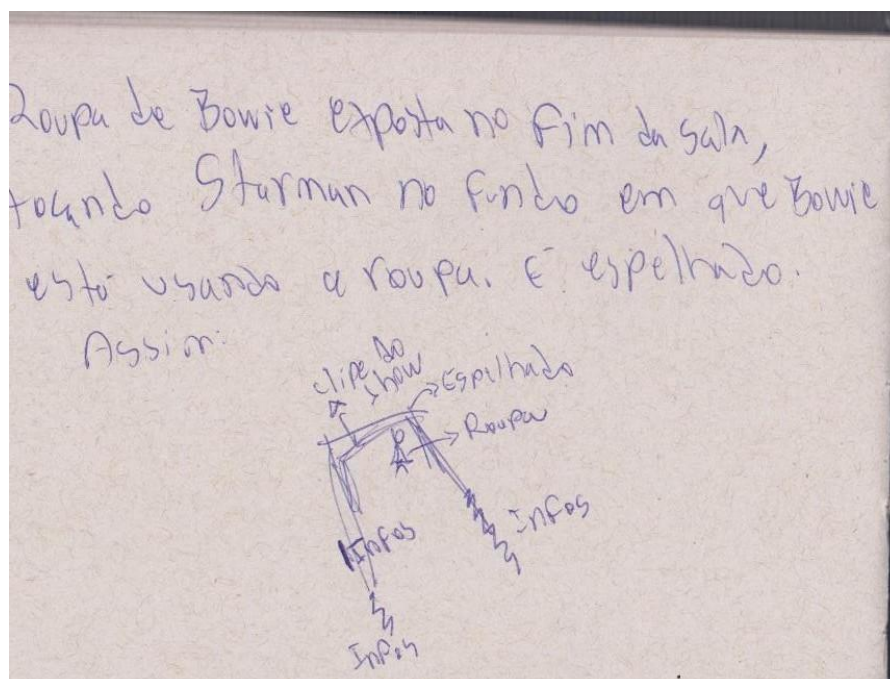 Roupa de Bowie exposta no fim da sala,
tocando Starman no fundo em que Bowie
está usando a roupa. É espelhado.
Assim:
clipe do show
Espelhado
Roupa
Infos
Infos
Infos